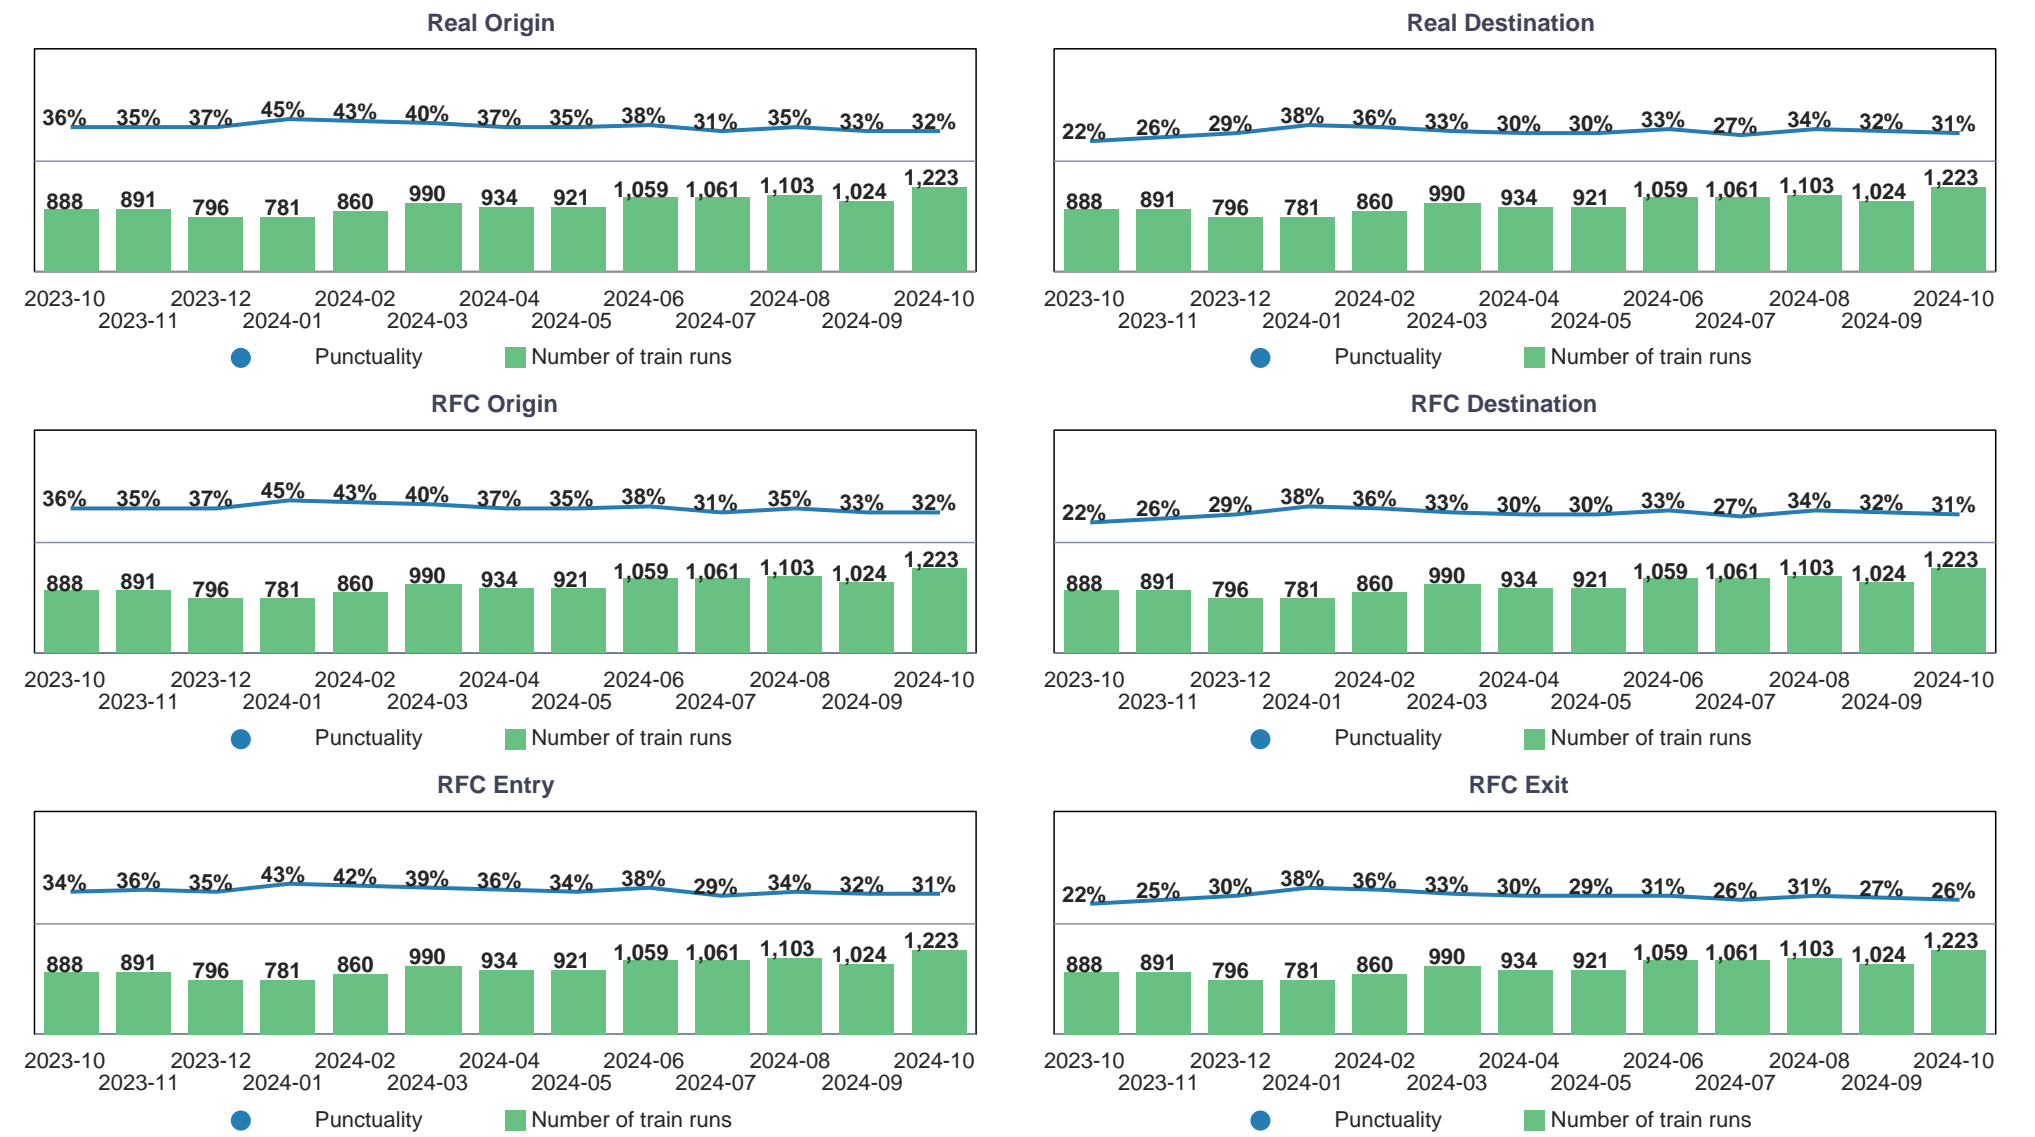 Real Origin
36% 35% 37% 45% 43% 40% 37% 35% 38% 31% 35% 33% 32%
888 891 796 781 860 990 934 921 1,059 1,061 1,103 1,024 1,223
2023-10 2023-12 2024-02 2024-04 2024-06 2024-08 2024-10
2023-11 2024-01 2024-03 2024-05 2024-07 2024-09
Punctuality Number of train runs
Real Destination
22% 26% 29% 38% 36% 33% 30% 30% 33% 27% 34% 32% 31%
888 891 796 781 860 990 934 921 1,059 1,061 1,103 1,024 1,223
2023-10 2023-12 2024-02 2024-04 2024-06 2024-08 2024-10
2023-11 2024-01 2024-03 2024-05 2024-07 2024-09
Punctuality Number of train runs
RFC Origin
36% 35% 37% 45% 43% 40% 37% 35% 38% 31% 35% 33% 32%
888 891 796 781 860 990 934 921 1,059 1,061 1,103 1,024 1,223
2023-10 2023-12 2024-02 2024-04 2024-06 2024-08 2024-10
2023-11 2024-01 2024-03 2024-05 2024-07 2024-09
Punctuality Number of train runs
RFC Destination
22% 26% 29% 38% 36% 33% 30% 30% 33% 27% 34% 32% 31%
888 891 796 781 860 990 934 921 1,059 1,061 1,103 1,024 1,223
2023-10 2023-12 2024-02 2024-04 2024-06 2024-08 2024-10
2023-11 2024-01 2024-03 2024-05 2024-07 2024-09
Punctuality Number of train runs
RFC Entry
34% 36% 35% 43% 42% 39% 36% 34% 38% 29% 34% 32% 31%
888 891 796 781 860 990 934 921 1,059 1,061 1,103 1,024 1,223
2023-10 2023-12 2024-02 2024-04 2024-06 2024-08 2024-10
2023-11 2024-01 2024-03 2024-05 2024-07 2024-09
Punctuality Number of train runs
RFC Exit
22% 25% 30% 38% 36% 33% 30% 29% 31% 26% 31% 27% 26%
888 891 796 781 860 990 934 921 1,059 1,061 1,103 1,024 1,223
2023-10 2023-12 2024-02 2024-04 2024-06 2024-08 2024-10
2023-11 2024-01 2024-03 2024-05 2024-07 2024-09
Punctuality Number of train runs